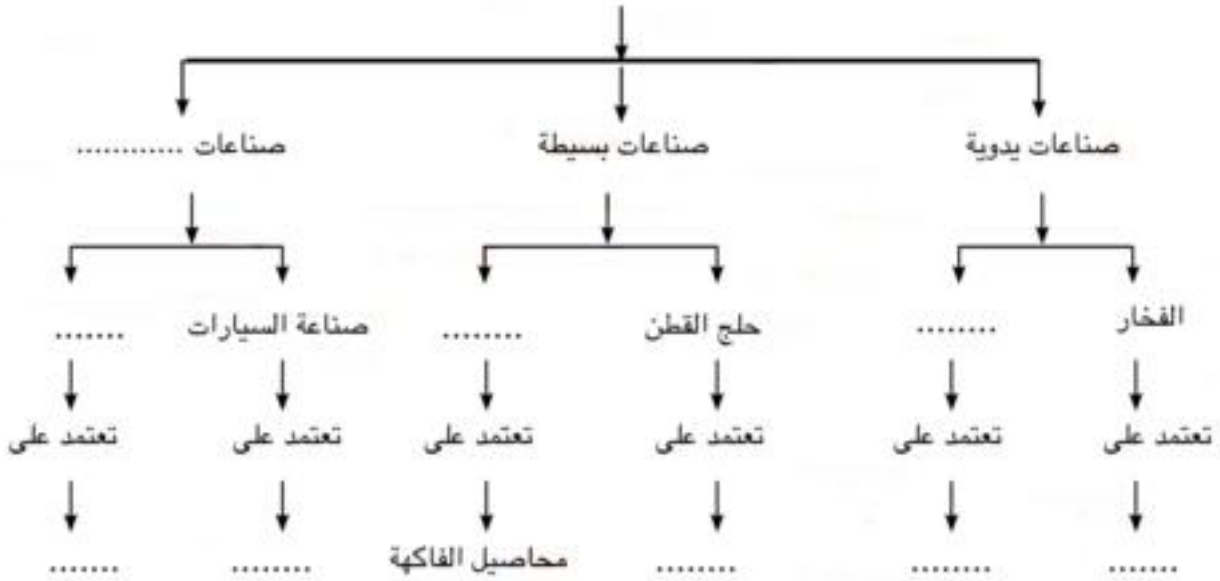 صناعات يدوية صناعات بسيطة صناعات ............
الفخار ........ حلج القطن ........ صناعة السيارات .......
تعتمد على تعتمد على تعتمد على تعتمد على تعتمد على تعتمد على
....... ........ ........ محاصيل الفاكهة ........ .......